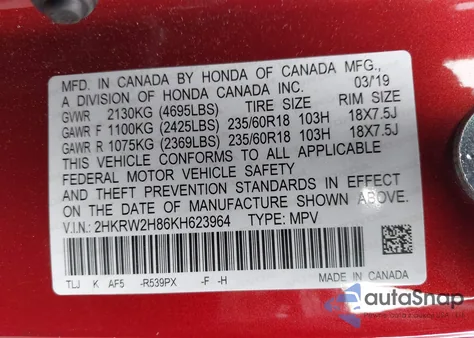 MFD. IN CANADA BY HONDA OF CANADA MFG.,
A DIVISION OF HONDA CANADA INC. 03/19
GVWR 2130KG (4695LBS) TIRE SIZE RIM SIZE
GAWR F 1100KG (2425LBS) 235/60R18 103H 18X7.5J
GAWR R 1075KG (2369LBS) 235/60R18 103H 18X7.5J
THIS VEHICLE CONFORMS TO ALL APPLICABLE
FEDERAL MOTOR VEHICLE SAFETY
AND THEFT PREVENTION STANDARDS IN EFFECT
ON THE DATE OF MANUFACTURE SHOWN ABOVE.
V.I.N.: 2HKRW2H86KH623964 TYPE: MPV
TLJ K AF5 -R539PX -F -H
MADE IN CANADA
autaSnap